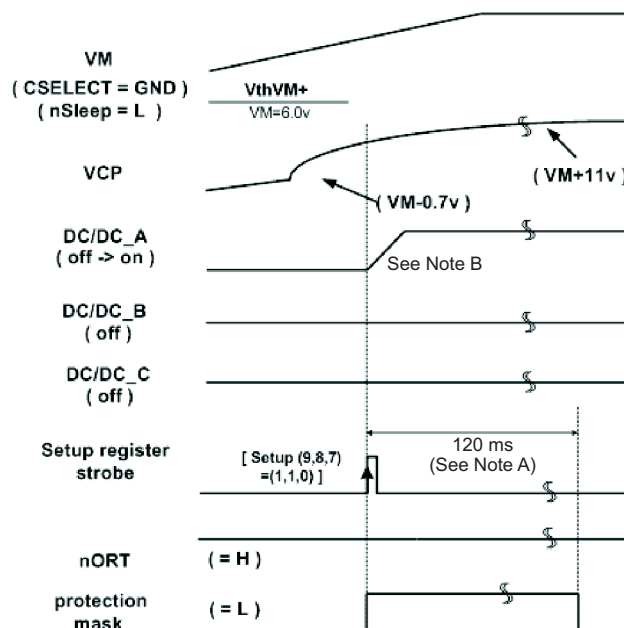 VM
( CSELECT = GND )
( nSleep = L )
VthVM+
VM=6.0v
VCP
( VM-0.7v )
( VM+11v )
DC/DC_A
( off -> on )
See Note B
DC/DC_B
( off )
DC/DC_C
( off )
Setup register
strobe
[ Setup (9,8,7)
=(1,1,0) ]
120 ms
(See Note A)
nORT
( = H )
protection
mask
( = L )